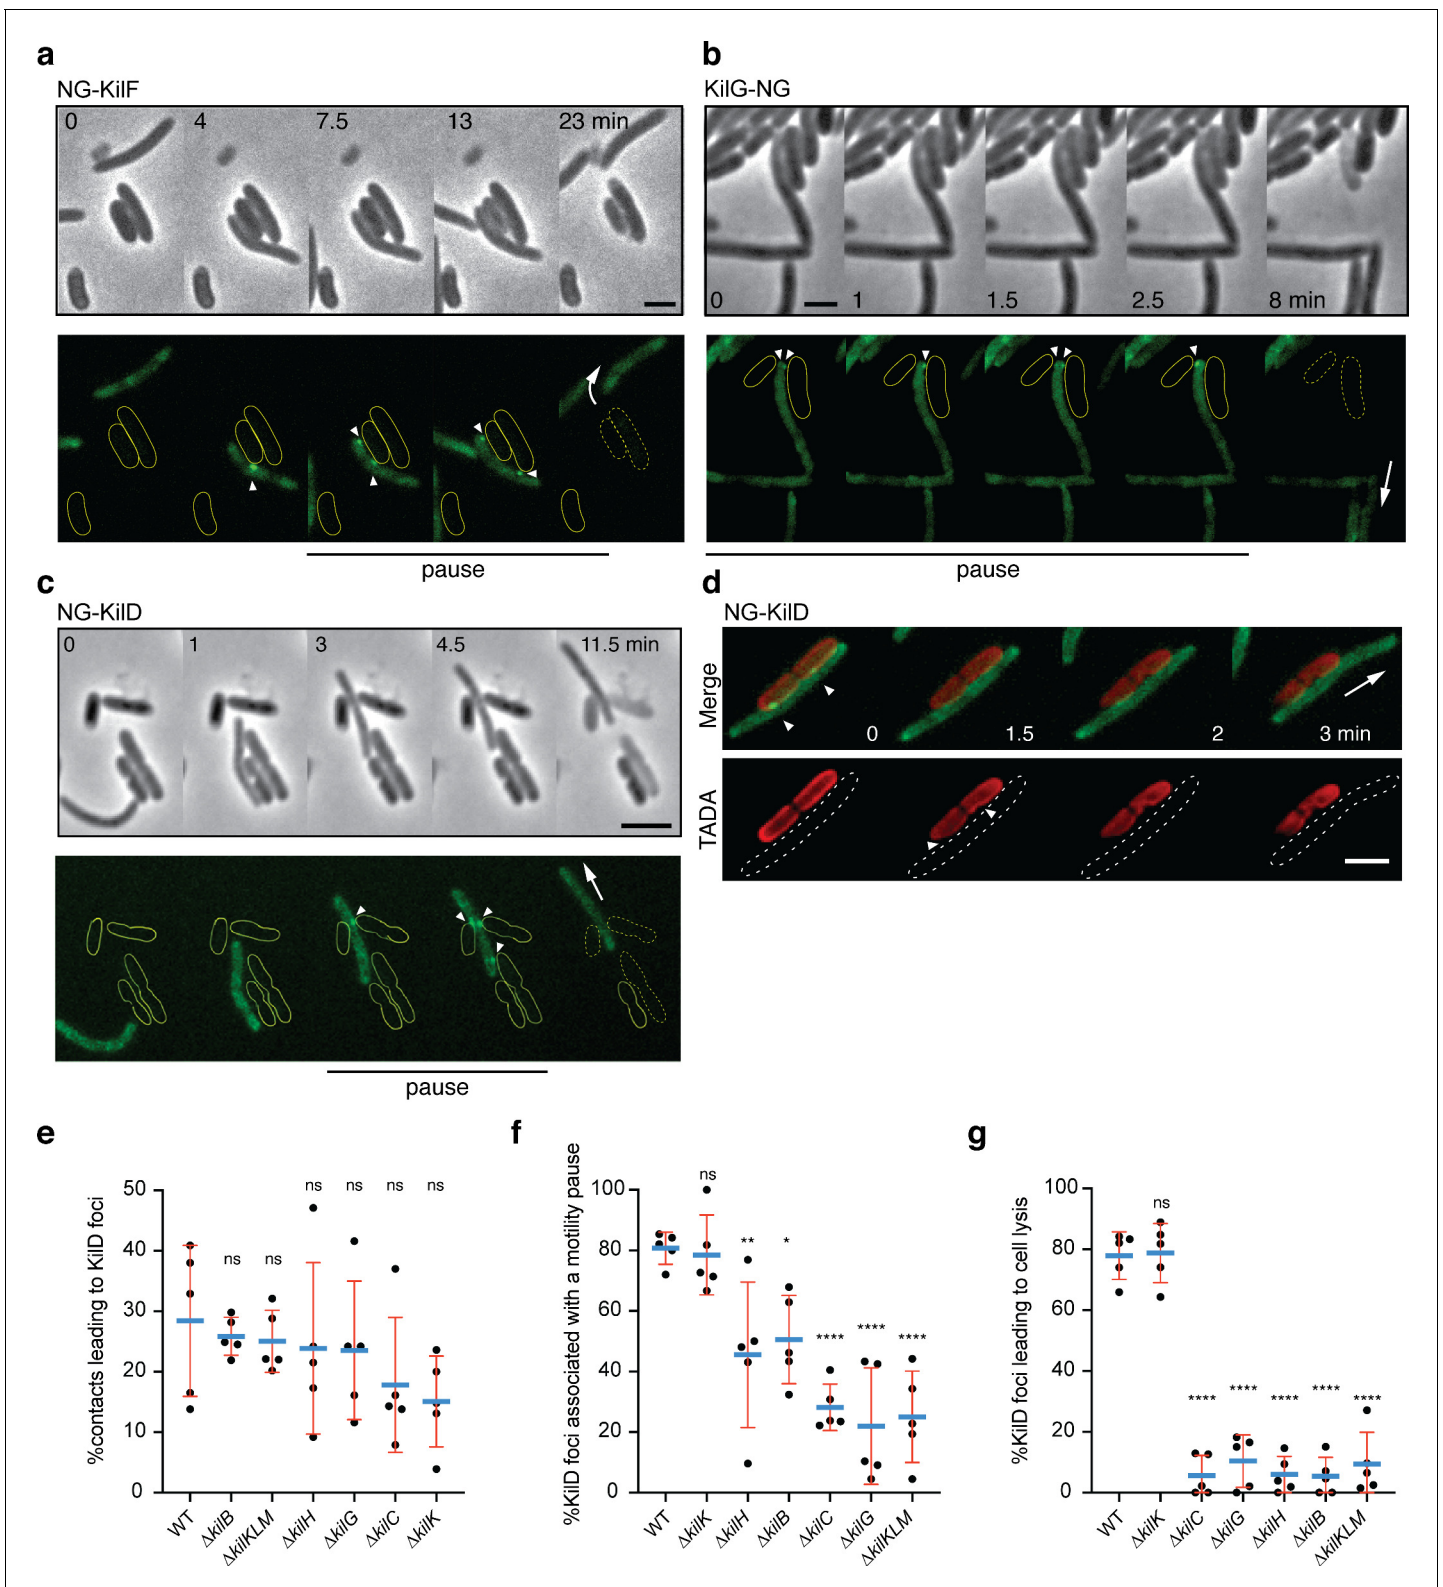 a
NG-KilF
0 4 7.5 13 23 min
pause
b
KilG-NG
0 1 1.5 2.5 8 min
pause
c
NG-KilD
0 1 3 4.5 11.5 min
pause
d
NG-KilD
Merge
0 1.5 2 3 min
TADA
e
%contacts leading to KilD foci
50
40
30
20
10
0
ns ns ns ns ns ns
WT ΔkilB ΔkilKLM ΔkilH ΔkilG ΔkilC ΔkilK
f
%KilD foci associated with a motility pause
100
80
60
40
20
0
ns ** * **** **** ****
WT ΔkilK ΔkilH ΔkilB ΔkilC ΔkilG ΔkilKLM
g
%KilD foci leading to cell lysis
100
80
60
40
20
0
ns **** **** **** **** ****
WT ΔkilK ΔkilC ΔkilG ΔkilH ΔkilB ΔkilKLM